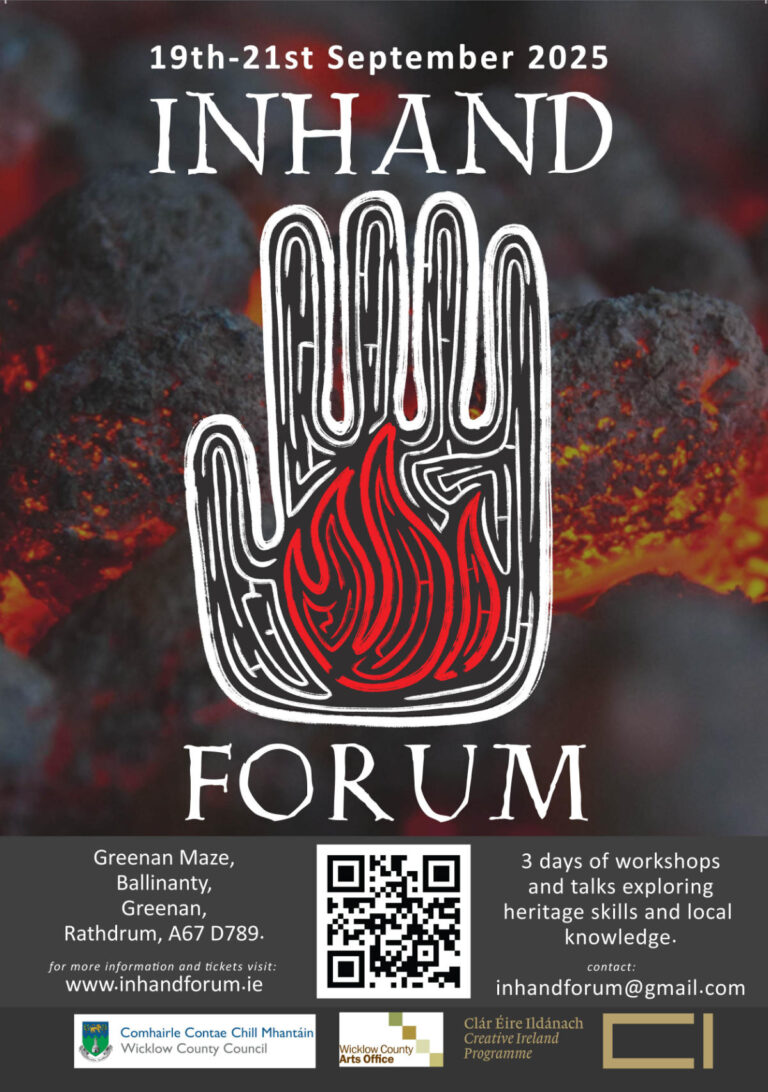 19th-21st September 2025
INHAND
FORUM
Greenan Maze,
Ballinanty,
Greenan,
Rathdrum, A67 D789.
for more information and tickets visit:
www.inhandforum.ie
3 days of workshops
and talks exploring
heritage skills and local
knowledge.
contact:
inhandforum@gmail.com
Comhairle Contae Chill Mhantáin
Wicklow County Council
Wicklow County
Arts Office
Clár Éire Ildánach
Creative Ireland
Programme